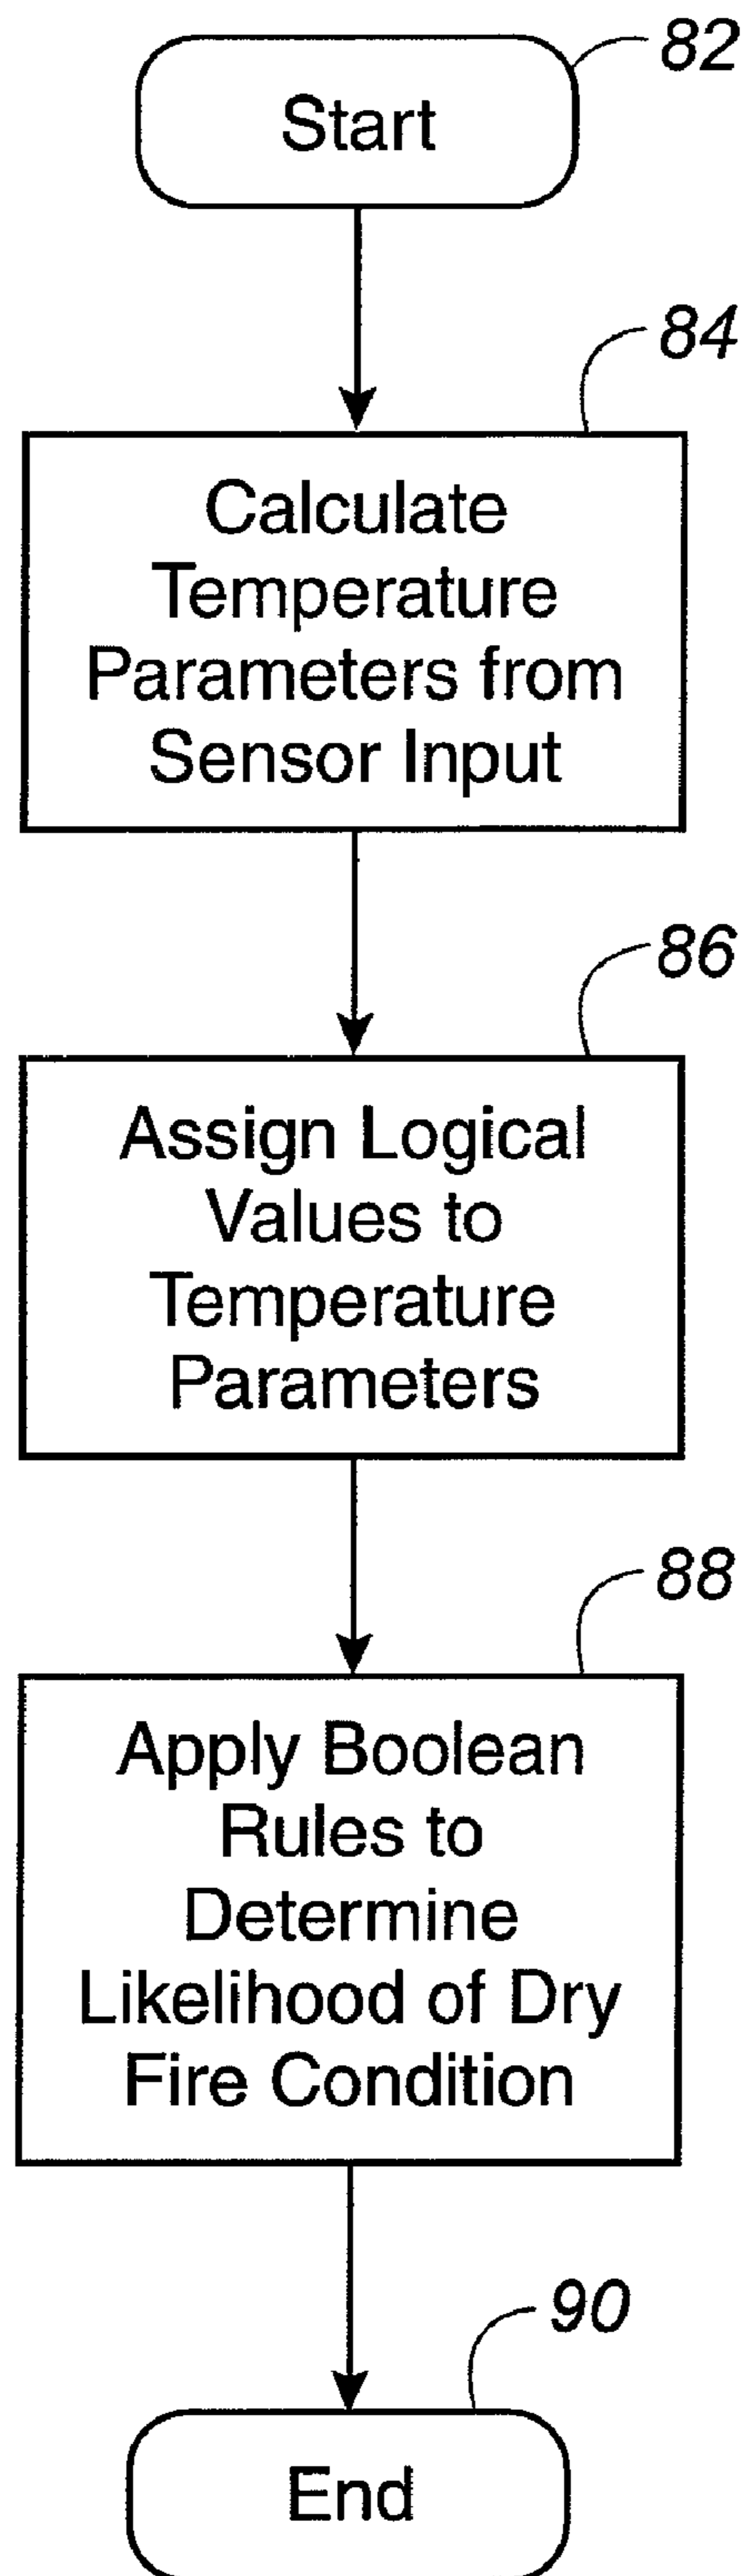 82
Start
84
Calculate
Temperature
Parameters from
Sensor Input
86
Assign Logical
Values to
Temperature
Parameters
88
Apply Boolean
Rules to
Determine
Likelihood of Dry
Fire Condition
90
End